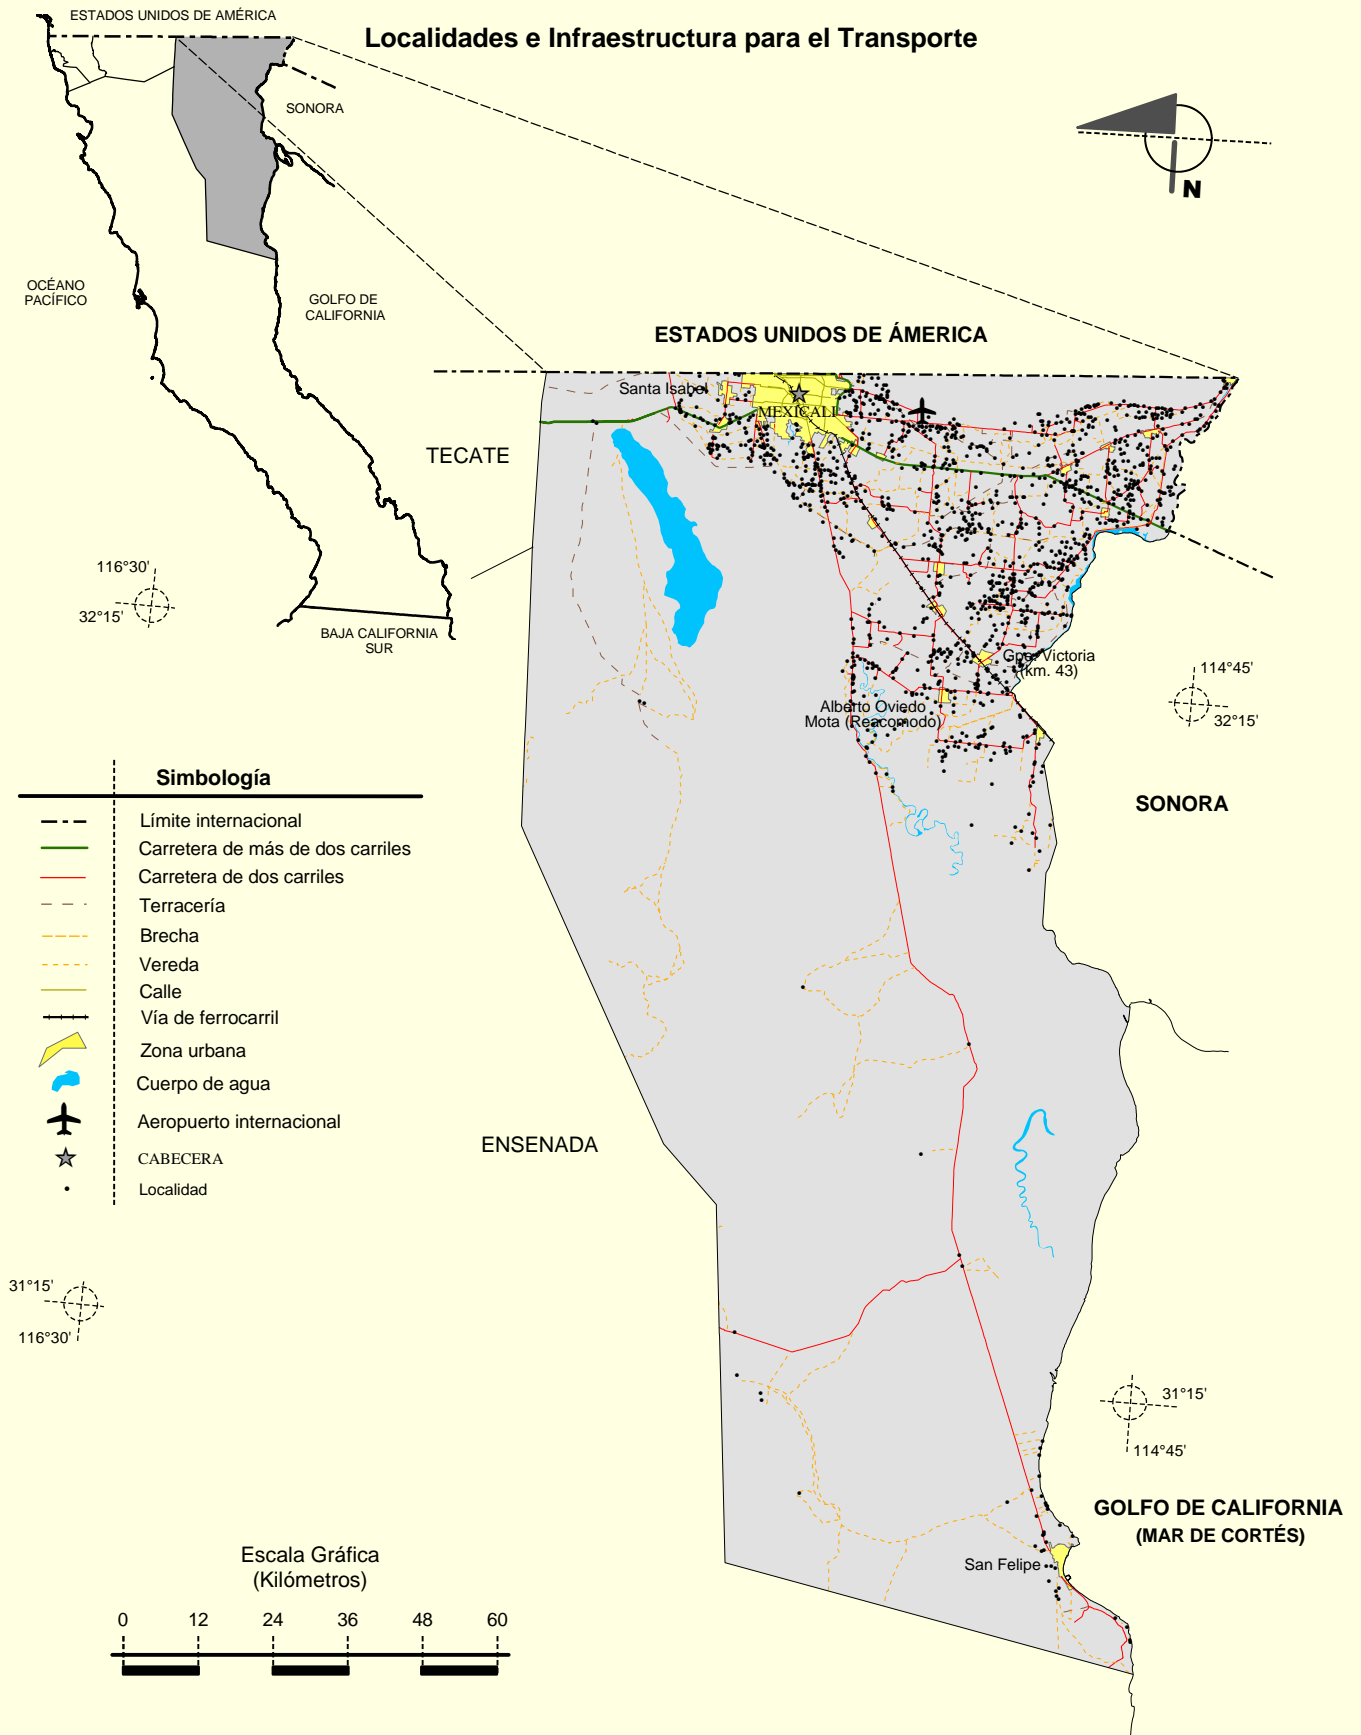 ESTADOS UNIDOS DE AMÉRICA
Localidades e Infraestructura para el Transporte
SONORA
N
OCÉANO
PACÍFICO
GOLFO DE
CALIFORNIA
ESTADOS UNIDOS DE ÁMERICA
Santa Isabel
MEXICALI
TECATE
116°30'
32°15'
BAJA CALIFORNIA
SUR
Gpe. Victoria
(km. 43)
114°45'
32°15'
Alberto Oviedo
Mota (Reacomodo)
SONORA
Simbología
Límite internacional
Carretera de más de dos carriles
Carretera de dos carriles
Terracería
Brecha
Vereda
Calle
Vía de ferrocarril
Zona urbana
Cuerpo de agua
Aeropuerto internacional
CABECERA
Localidad
ENSENADA
31°15'
116°30'
31°15'
114°45'
GOLFO DE CALIFORNIA
(MAR DE CORTÉS)
San Felipe
Escala Gráfica
(Kilómetros)
0 12 24 36 48 60